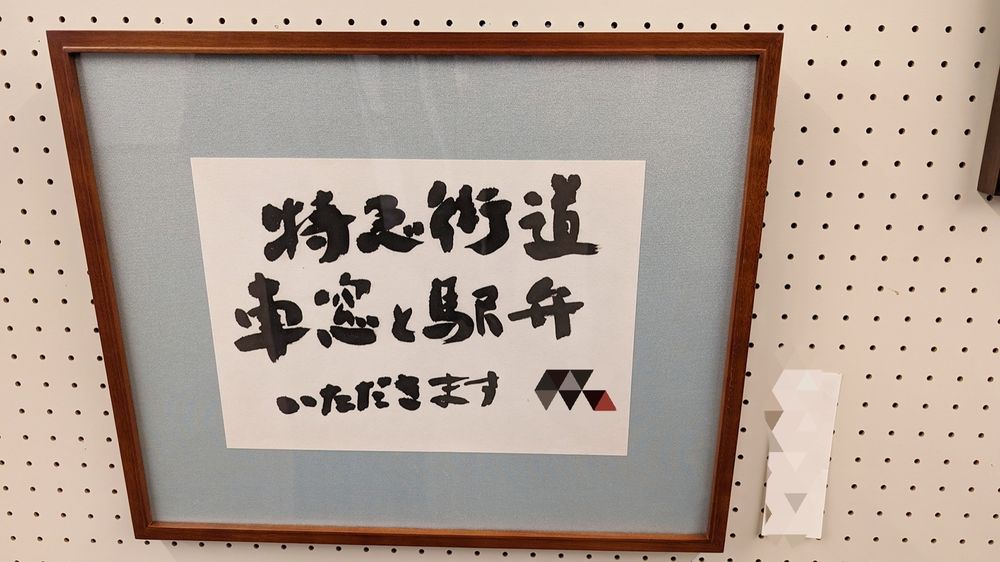 特急街道
車窓と駅弁
いただきます